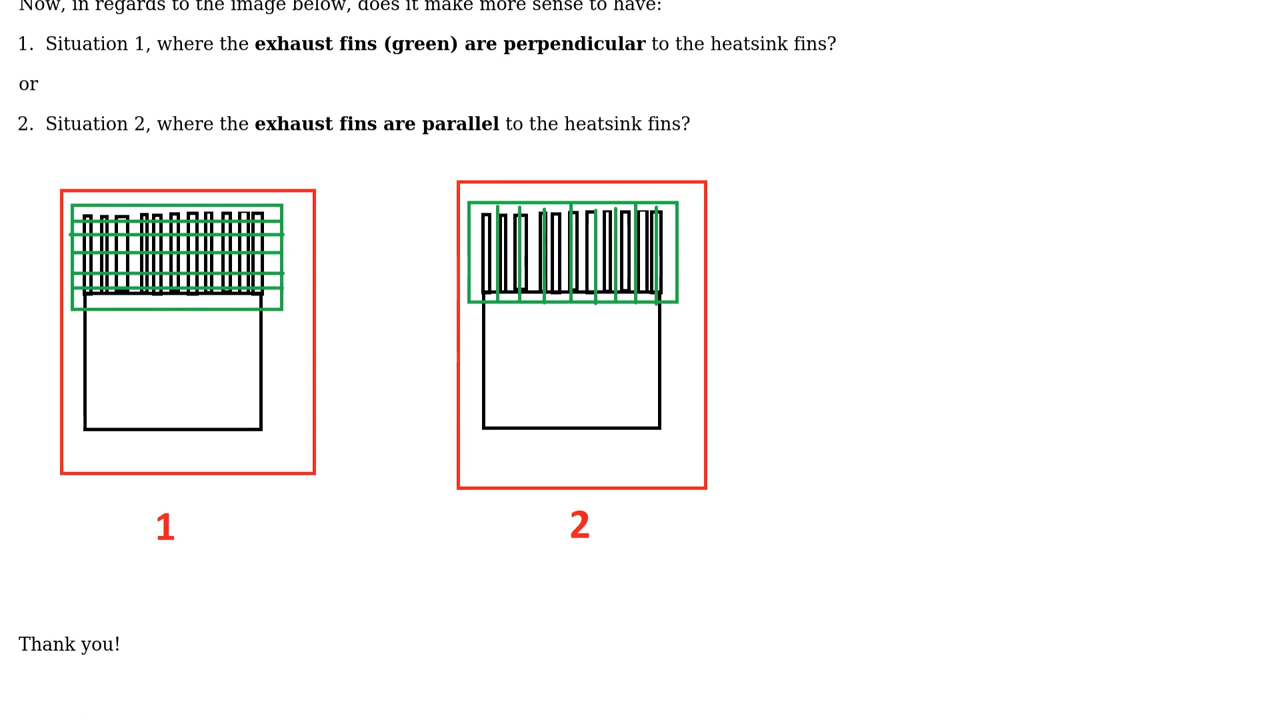 Now, in regards to the image below, does it make more sense to have:
1. Situation 1, where the exhaust fins (green) are perpendicular to the heatsink fins?
or
2. Situation 2, where the exhaust fins are parallel to the heatsink fins?
1
2
Thank you!